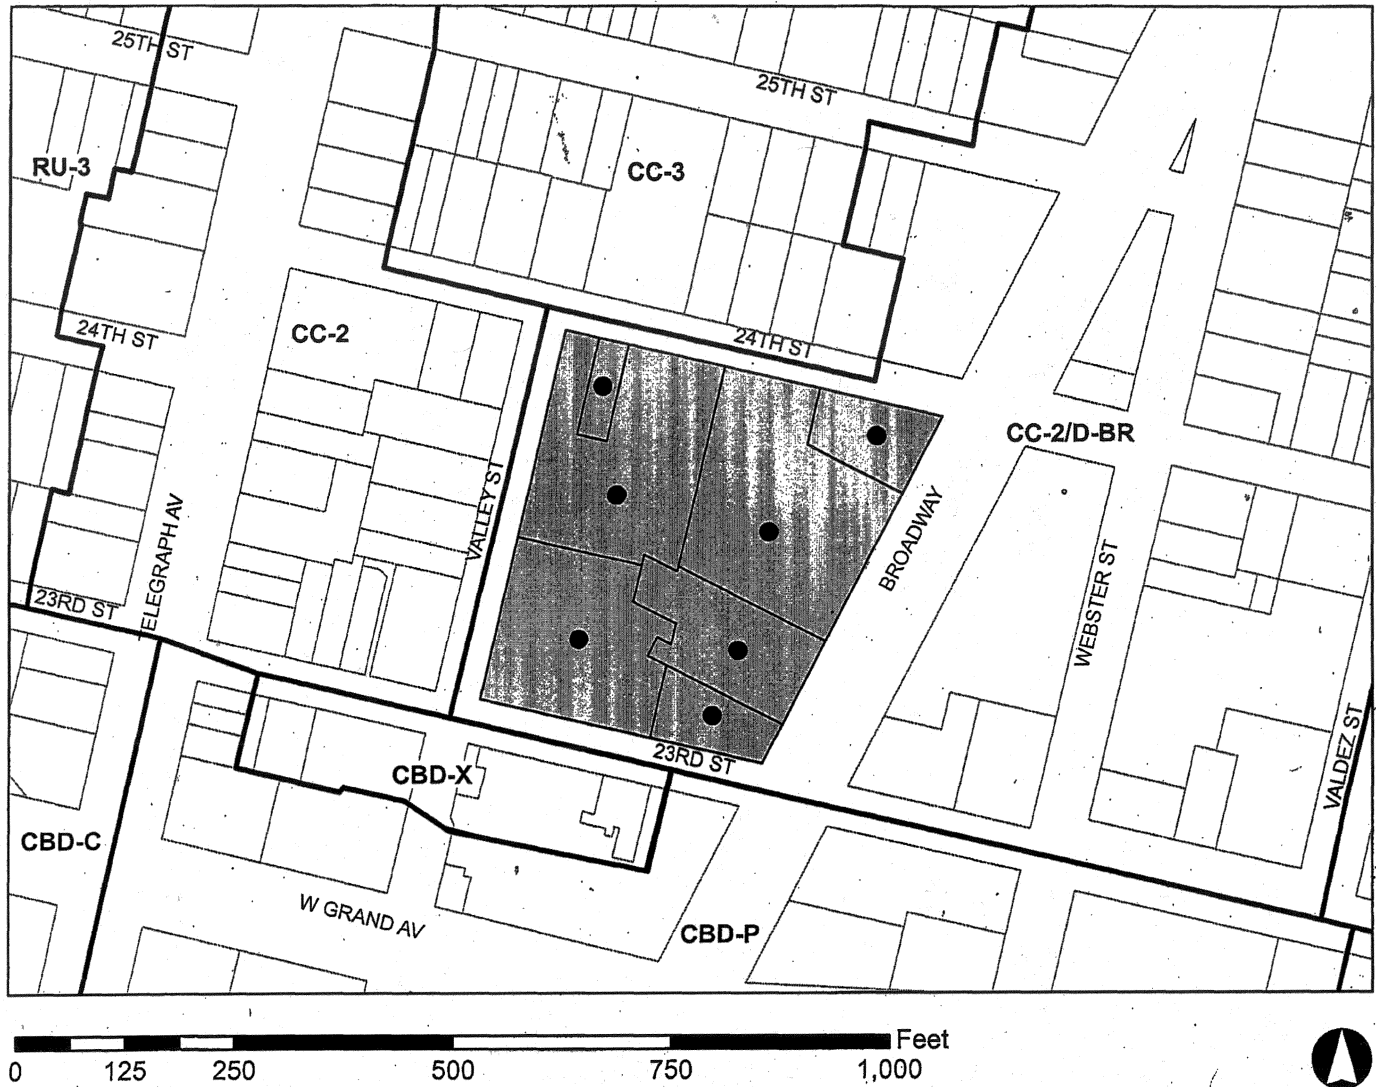 25TH ST
25TH ST
RU-3
CC-3
24TH ST
CC-2
24TH ST
CC-2/D-BR
VALLEY ST
BROADWAY
ELEGRAPH AV
WEBSTER ST
23RD ST
23RD ST
VALDEZ ST
CBD-X
CBD-C
W GRAND AV
CBD-P
Feet
0 125 250 500 750 1,000